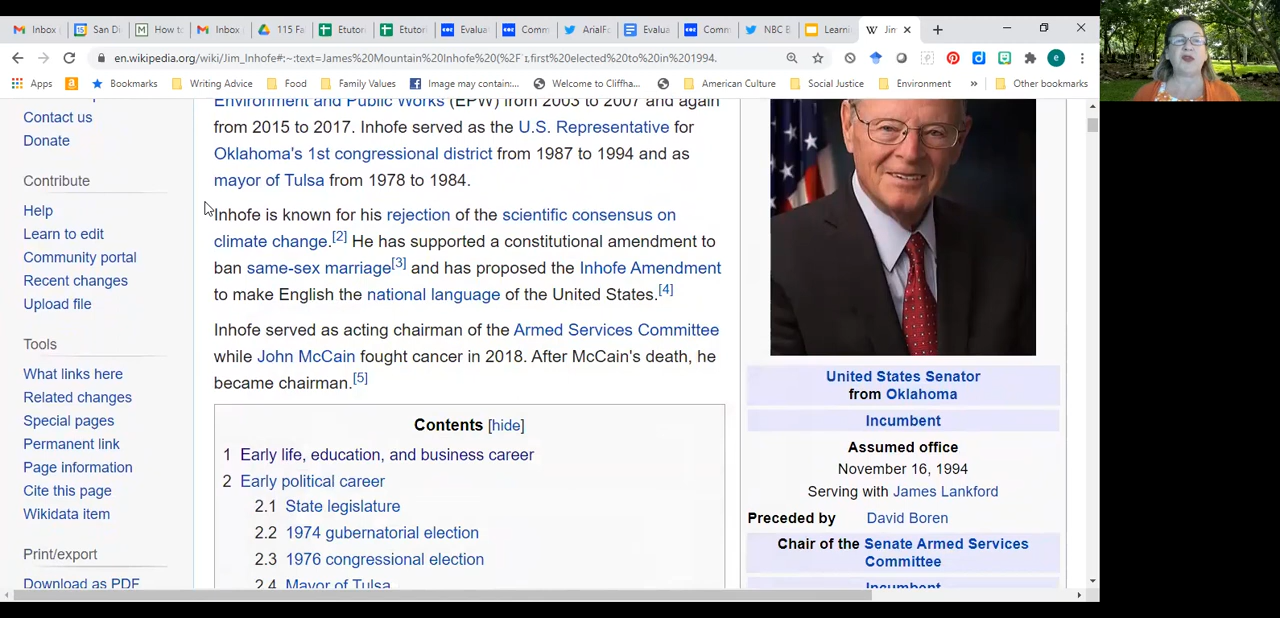 Inbox
San Di
How to
Inbox
115 Fa
Etutor
Etutor
Evalua
Comm
ArialFo
Evalua
Comm
NBC B
Learni
Jim
en.wikipedia.org/wiki/Jim_Inhofe#:~:text=James%20Mountain%20Inhofe%20(%2F
first%20elected%20to%20in%201994.
Apps
Bookmarks
Writing Advice
Food
Family Values
Image may contain...
Welcome to Cliffha...
American Culture
Social Justice
Environment
»
Other bookmarks
Contact us
Donate
Contribute
Help
Learn to edit
Community portal
Recent changes
Upload file
Tools
What links here
Related changes
Special pages
Permanent link
Page information
Cite this page
Wikidata item
Print/export
Download as PDF
Environment and Public Works (EPW) from 2003 to 2007 and again
from 2015 to 2017. Inhofe served as the U.S. Representative for
Oklahoma's 1st congressional district from 1987 to 1994 and as
mayor of Tulsa from 1978 to 1984.
Inhofe is known for his rejection of the scientific consensus on
climate change.[2] He has supported a constitutional amendment to
ban same-sex marriage[3] and has proposed the Inhofe Amendment
to make English the national language of the United States.[4]
Inhofe served as acting chairman of the Armed Services Committee
while John McCain fought cancer in 2018. After McCain's death, he
became chairman.[5]
Contents [hide]
1 Early life, education, and business career
2 Early political career
2.1 State legislature
2.2 1974 gubernatorial election
2.3 1976 congressional election
2.4 Mayor of Tulsa
United States Senator
from Oklahoma
Incumbent
Assumed office
November 16, 1994
Serving with James Lankford
Preceded by David Boren
Chair of the Senate Armed Services
Committee
Incumbent